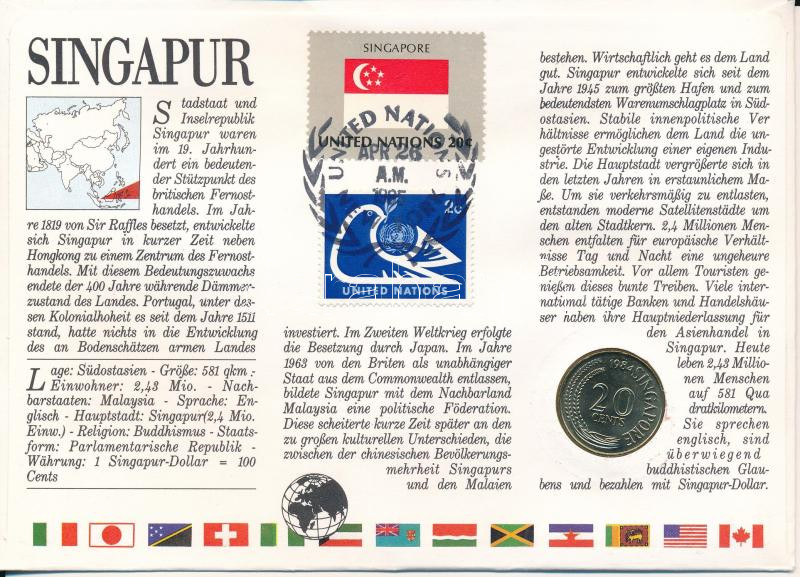 SINGAPUR
Stadtstaat und
Inselrepublik
Singapur waren
im 19. Jahrhun-
dert ein bedeuten-
der Stützpunkt des
britischen Fernost-
handels. Im Jah-
re 1819 von Sir Raffles besetzt, entwickelte
sich Singapur in kurzer Zeit neben
Hongkong zu einem Zentrum des Fernost-
handels. Mit diesem Bedeutungszuwachs
endete der 400 Jahre währende Dämmer-
zustand des Landes. Portugal, unter des-
sen Kolonialhoheit es seit dem Jahre 1511
stand, hatte nichts in die Entwicklung
des an Bodenschätzen armen Landes
Lage: Südostasien - Größe: 581 qkm -
Einwohner: 2,43 Mio. - Nach-
barstaaten: Malaysia - Sprache: En-
glisch - Hauptstadt: Singapur(2,4 Mio.
Einw.) - Religion: Buddhismus - Staats-
form: Parlamentarische Republik -
Währung: 1 Singapur-Dollar = 100
Cents
SINGAPORE
UNITED NATIONS 20c
UNITED NATIONS
APR 26
A.M.
1985
NEW YORK
2c
UNITED NATIONS
investiert. Im Zweiten Weltkrieg erfolgte
die Besetzung durch Japan. Im Jahre
1963 von den Briten als unabhängiger
Staat aus dem Commonwealth entlassen,
bildete Singapur mit dem Nachbarland
Malaysia eine politische Föderation.
Diese scheiterte kurze Zeit später an den
zu großen kulturellen Unterschieden, die
zwischen der chinesischen Bevölkerungs-
mehrheit Singapurs
und den Malaien
bestehen. Wirtschaftlich geht es dem Land
gut. Singapur entwickelte sich seit dem
Jahre 1945 zum größten Hafen und zum
bedeutendsten Warenumschlagplatz in Süd-
ostasien. Stabile innenpolitische Ver-
hältnisse ermöglichen dem Land die un-
gestörte Entwicklung einer eigenen Indu-
strie. Die Hauptstadt vergrößerte sich in
den letzten Jahren in erstaunlichem Ma-
ße. Um sie verkehrsmäßig zu entlasten,
entstanden moderne Satellitenstädte um
den alten Stadtkern. 2,4 Millionen Men-
schen entfalten für europäische Verhält-
nisse Tag und Nacht eine ungeheure
Betriebsamkeit. Vor allem Touristen ge-
nießen dieses bunte Treiben. Viele inter-
national tätige Banken und Handelshäu-
ser haben ihre Hauptniederlassung für
den Asienhandel in
Singapur. Heute
leben 2,43 Millio-
nen Menschen
auf 581 Qua
dratkilometern.
Sie sprechen
englisch, sind
überwiegend
buddhistischen Glau-
bens und bezahlen mit Singapur-Dollar.
1984 SINGAPORE
20
CENTS